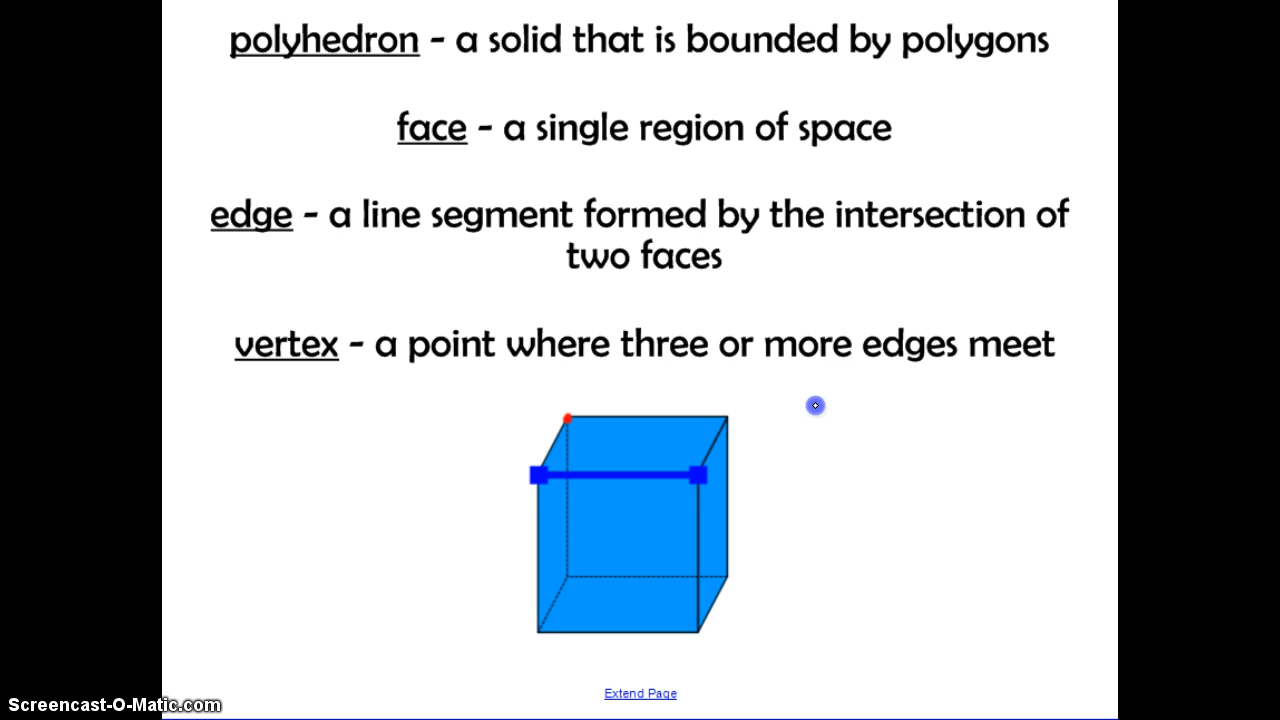 polyhedron - a solid that is bounded by polygons
face - a single region of space
edge - a line segment formed by the intersection of
two faces
vertex - a point where three or more edges meet
Extend Page
Screencast-O-Matic.com